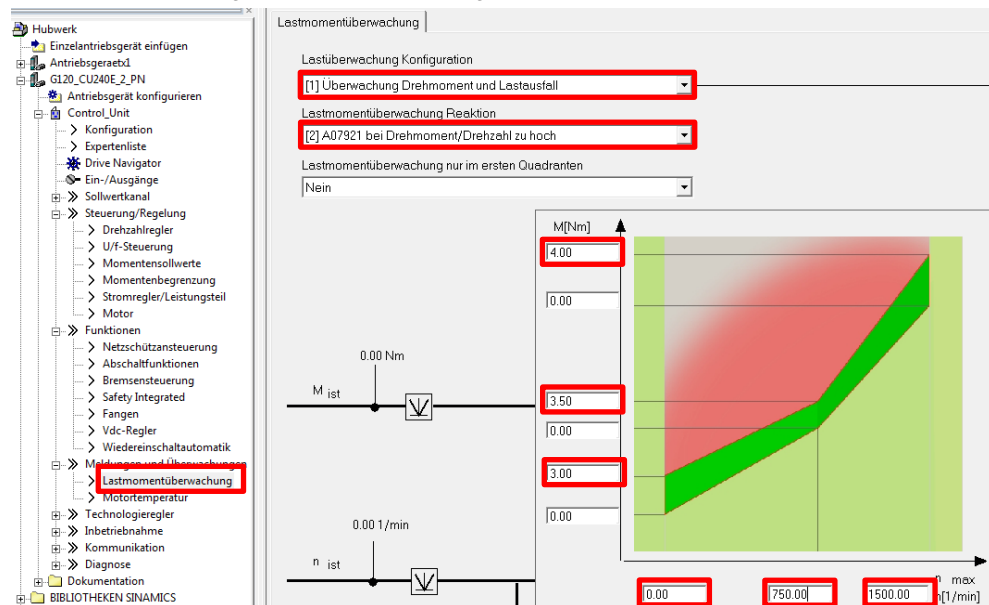 Hubwerk
Einzelantriebsgerät einfügen
Antriebsgeraetx1
G120_CU240E_2_PN
Antriebsgerät konfigurieren
Control_Unit
Konfiguration
Expertenliste
Drive Navigator
Ein-/Ausgänge
Sollwertkanal
Steuerung/Regelung
Drehzahlregler
U/f-Steuerung
Momentensollwerte
Momentenbegrenzung
Stromregler/Leistungsteil
Motor
Funktionen
Netzschützansteuerung
Abschaltfunktionen
Bremsensteuerung
Safety Integrated
Fangen
Vdc-Regler
Wiedereinschaltautomatik
Meldungen und Überwachungen
Lastmomentüberwachung
Motortemperatur
Technologieregler
Inbetriebnahme
Kommunikation
Diagnose
Dokumentation
BIBLIOTHEKEN SINAMICS
Lastmomentüberwachung
Lastüberwachung Konfiguration
[1] Überwachung Drehmoment und Lastausfall
Lastmomentüberwachung Reaktion
[2] A07921 bei Drehmoment/Drehzahl zu hoch
Lastmomentüberwachung nur im ersten Quadranten
Nein
M[Nm]
4.00
0.00
0.00 Nm
M ist
3.50
0.00
3.00
0.00
0.00 1/min
n ist
n max
0.00 750.00 1500.00 n[1/min]